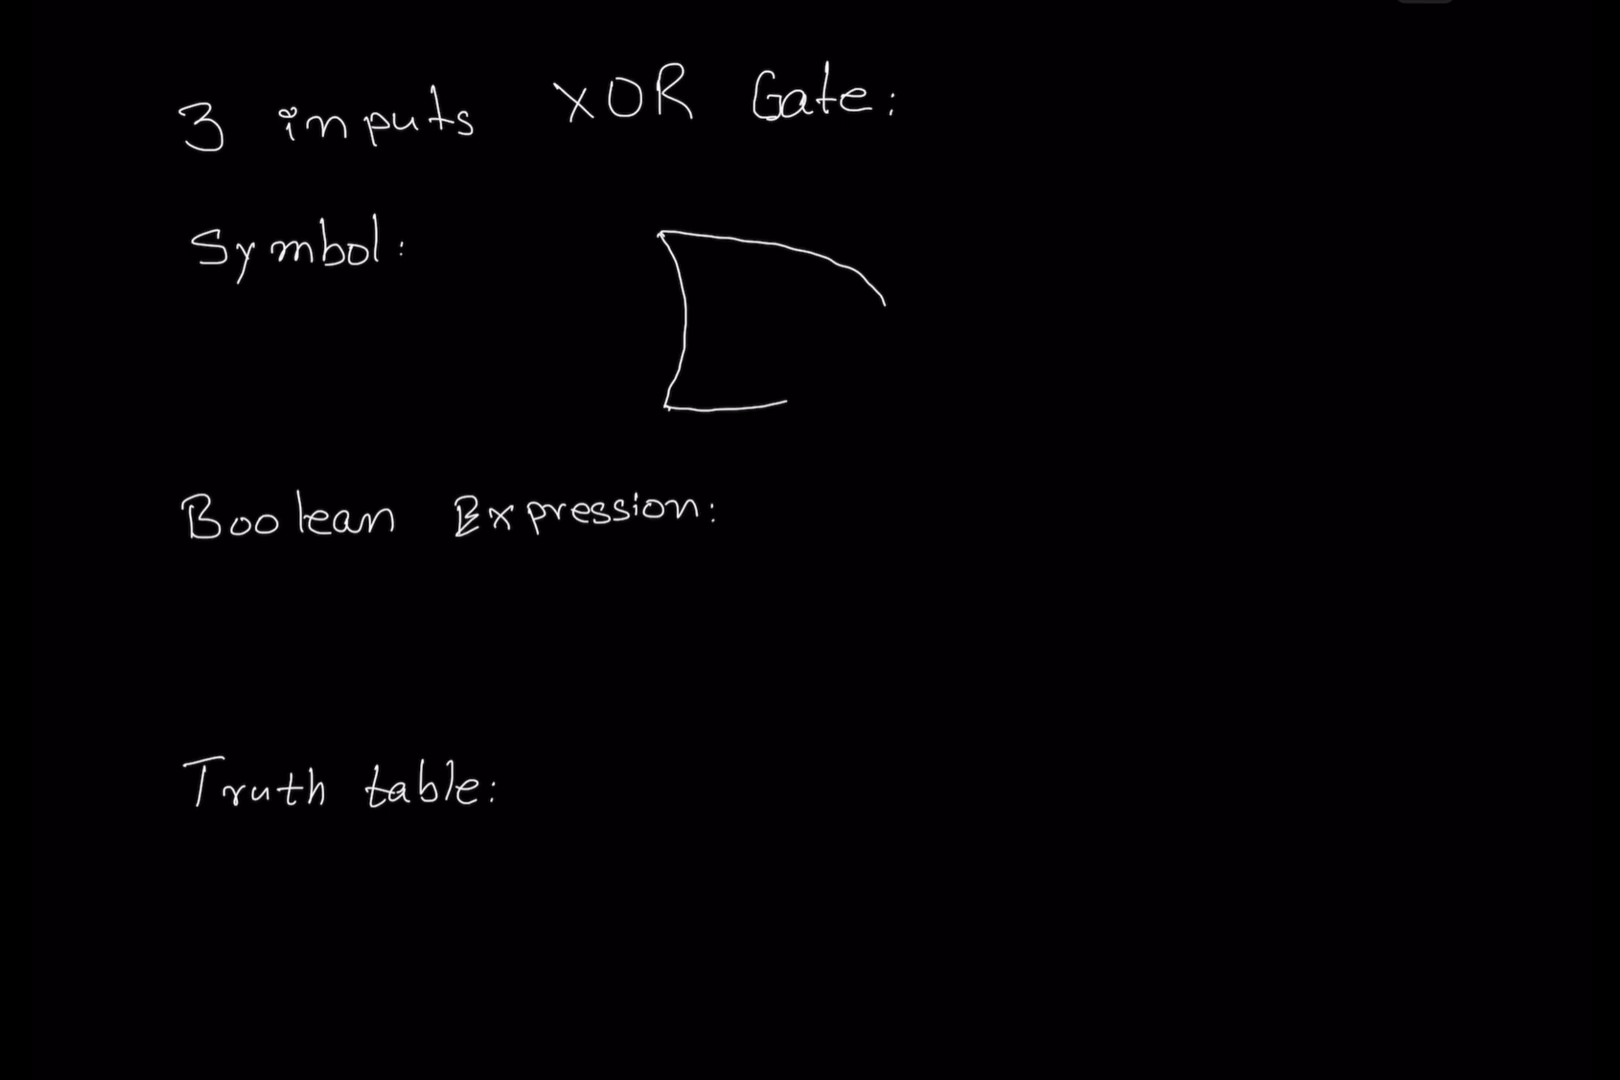 3 inputs XOR Gate:
Symbol:
Boolean Expression:
Truth table: